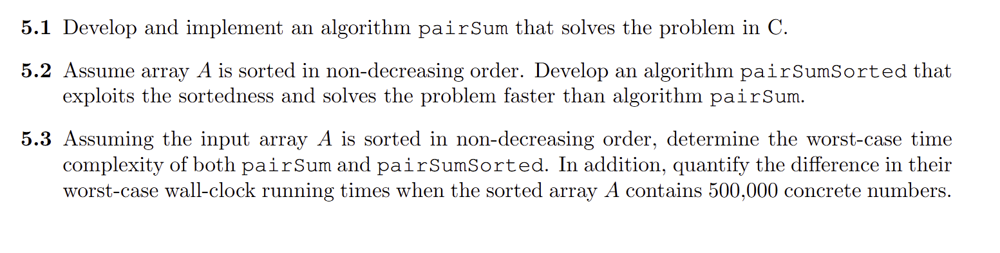 5.1 Develop and implement an algorithm pairSum that solves the problem in C.
5.2 Assume array A is sorted in non-decreasing order. Develop an algorithm pairSumSorted that
exploits the sortedness and solves the problem faster than algorithm pairSum.
5.3 Assuming the input array A is sorted in non-decreasing order, determine the worst-case time
complexity of both pairSum and pairSumSorted. In addition, quantify the difference in their
worst-case wall-clock running times when the sorted array A contains 500,000 concrete numbers.